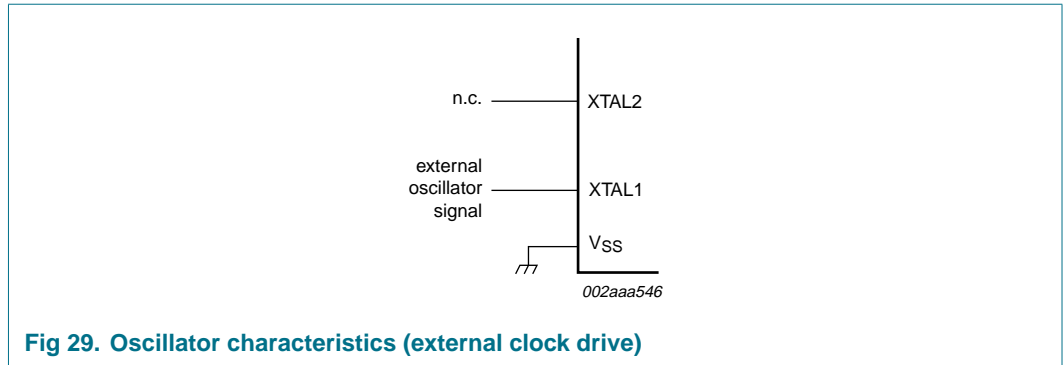 n.c.
XTAL2
external
oscillator
signal
XTAL1
VSS
002aaa546
Fig 29. Oscillator characteristics (external clock drive)